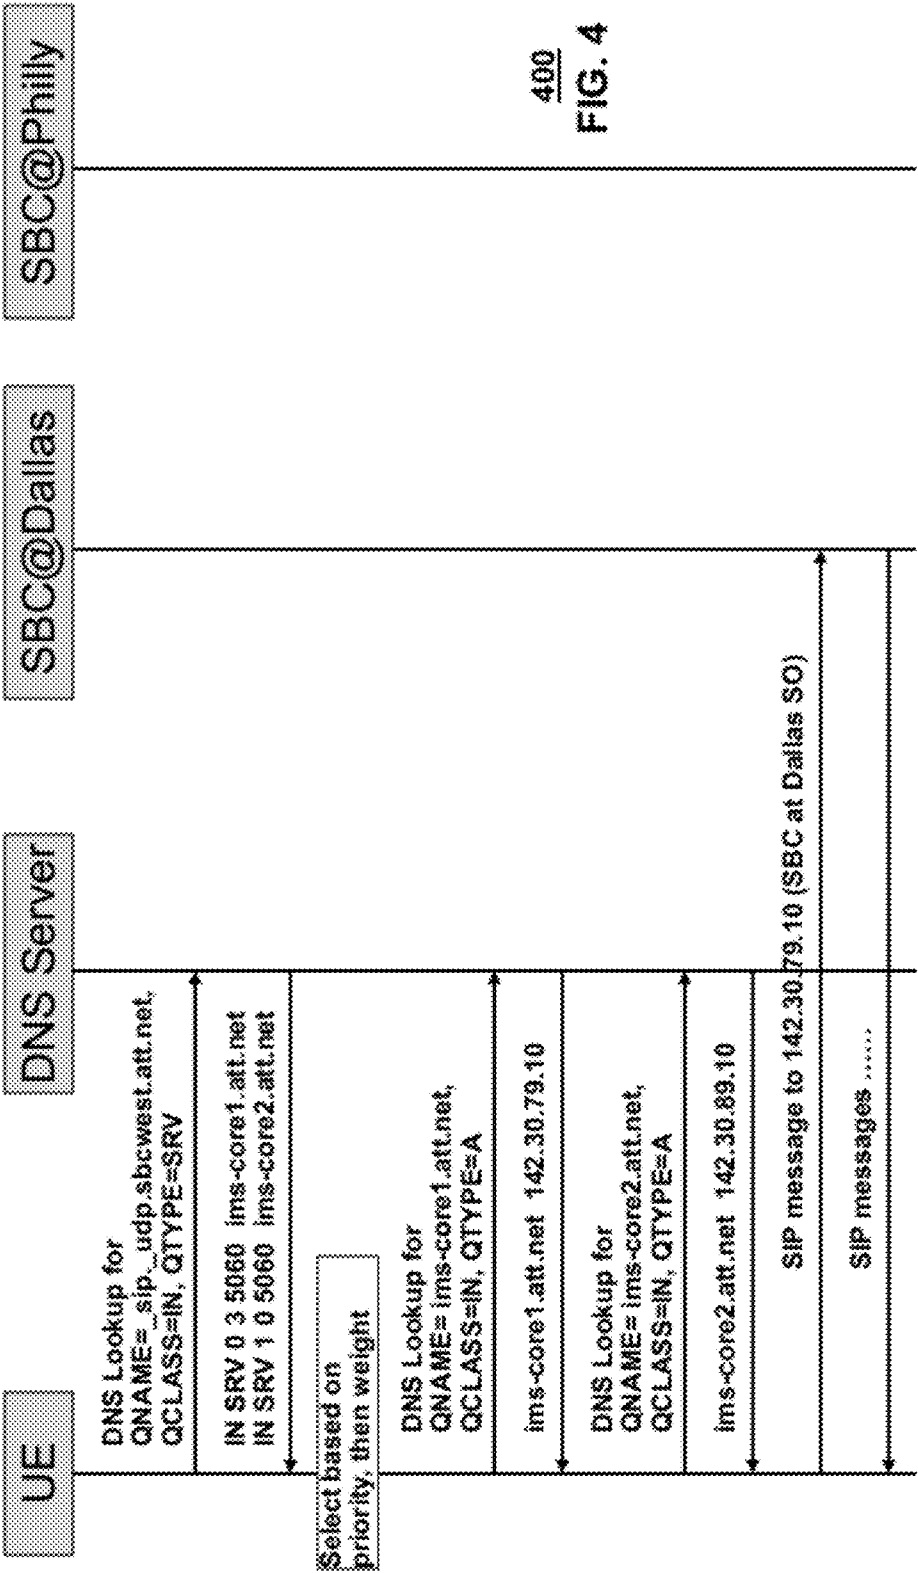 UE
DNS Server
SBC@Dallas
SBC@Philly
DNS Lookup for
QNAME=_sip._udp.sbcwest.att.net,
QCLASS=IN, QTYPE=SRV
IN SRV 0 3 5060 ims-core1.att.net
IN SRV 1 0 5060 ims-core2.att.net
Select based on
priority, then weight
DNS Lookup for
QNAME= ims-core1.att.net,
QCLASS=IN, QTYPE=A
ims-core1.att.net 142.30.79.10
DNS Lookup for
QNAME= ims-core2.att.net,
QCLASS=IN, QTYPE=A
ims-core2.att.net 142.30.89.10
SIP message to 142.30.79.10 (SBC at Dallas SO)
SIP messages ......
400
FIG. 4